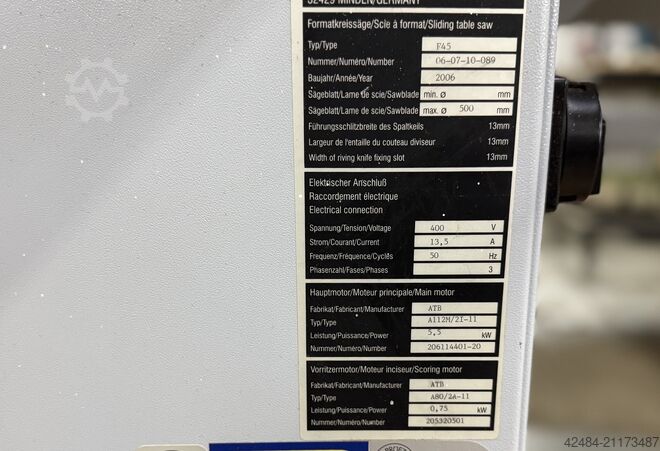 32429 MINDEN/GERMANY
Formatkreissäge/Scie à format/Sliding table saw
Typ/Type F45
Nummer/Numéro/Number 06-07-10-089
Baujahr/Année/Year 2006
Sägeblatt/Lame de scie/Sawblade min. ø mm
Sägeblatt/Lame de scie/Sawblade max. ø 500 mm
Führungsschlitzbreite des Spaltkeils 13mm
Largeur de l'entaille du couteau diviseur 13mm
Width of riving knife fixing slot 13mm
Elektrischer Anschluß
Raccordement électrique
Electrical connection
Spannung/Tension/Voltage 400 V
Strom/Courant/Current 13,5 A
Frequenz/Fréquence/Cyclés 50 Hz
Phasenzahl/Fases/Phases 3
Hauptmotor/Moteur principale/Main motor
Fabrikat/Fabricant/Manufacturer ATB
Typ/Type A112M/2I-11
Leistung/Puissance/Power 5,5 kW
Nummer/Numéro/Number 206114401-20
Vorritzermotor/Moteur inciseur/Scoring motor
Fabrikat/Fabricant/Manufacturer ATB
Typ/Type A80/2A-11
Leistung/Puissance/Power 0,75 kW
Nummer/Numéro/Number 205320501
42484-21173487